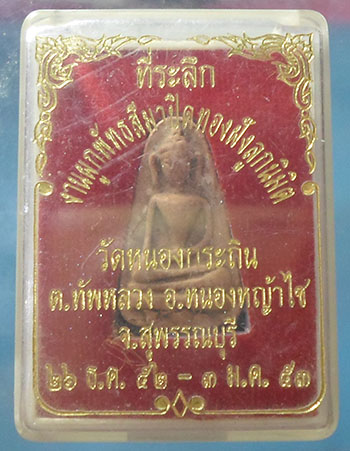 ที่ระลึก
งานผูกพัทธสีมาปิดทองฝังลูกนิมิต
วัดหนองกระถิน
ต.ทัพหลวง อ.หนองหญ้าไซ
จ.สุพรรณบุรี
๒๖ ธ.ค. ๕๒ - ๓ ม.ค. ๕๓